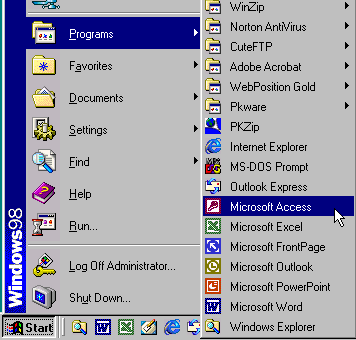 Programs
Favorites
Documents
Settings
Find
Help
Run...
Log Off Administrator...
Shut Down...
Windows98
WinZip
Norton AntiVirus
CuteFTP
Adobe Acrobat
WebPosition Gold
Pkware
PKZip
Internet Explorer
MS-DOS Prompt
Outlook Express
Microsoft Access
Microsoft Excel
Microsoft FrontPage
Microsoft Outlook
Microsoft PowerPoint
Microsoft Word
Windows Explorer
Start